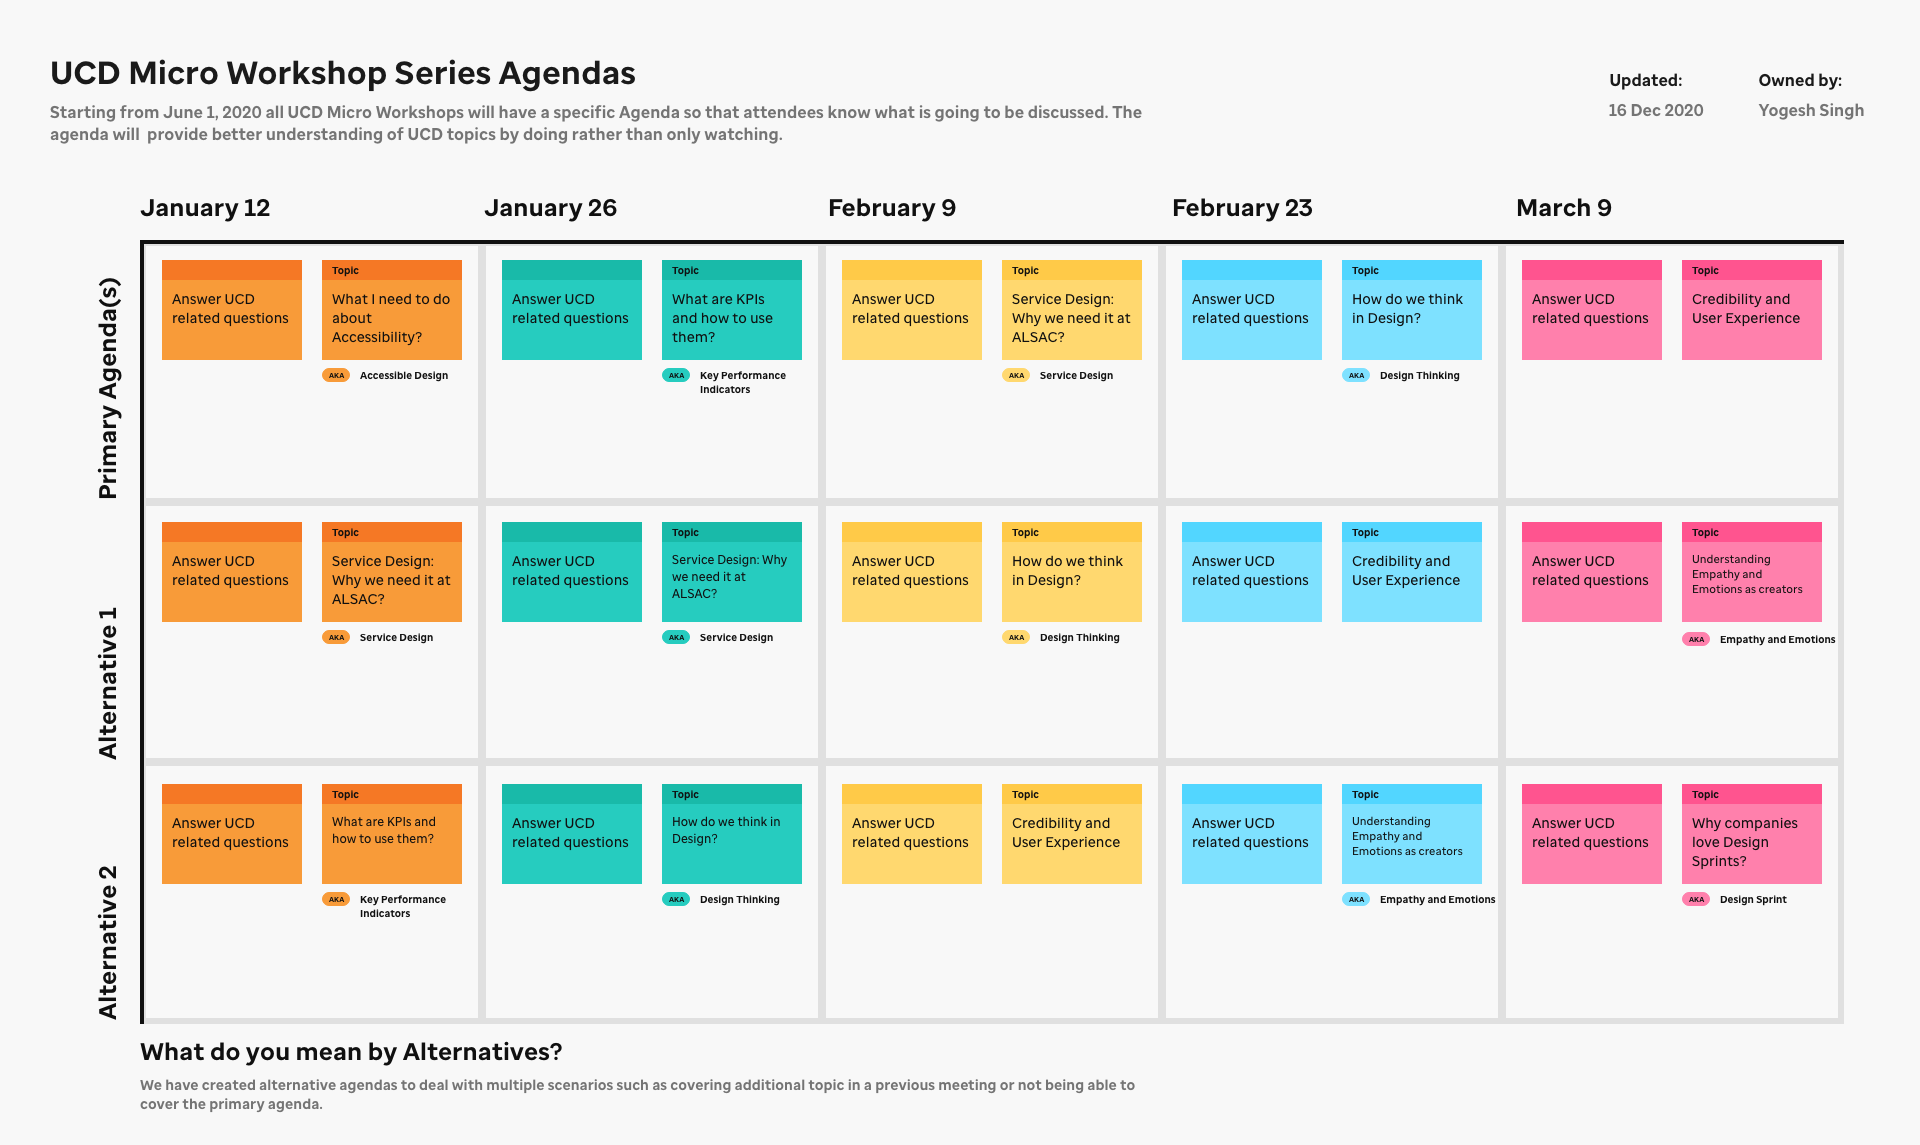 UCD Micro Workshop Series Agendas
Starting from June 1, 2020 all UCD Micro Workshops will have a specific Agenda so that attendees know what is going to be discussed. The
agenda will  provide better understanding of UCD topics by doing rather than only watching.
Updated:
16 Dec 2020
Owned by:
Yogesh Singh
January 12
January 26
February 9
February 23
March 9
Primary Agenda(s)
Answer UCD
related questions
Topic
What I need to do
about
Accessibility?
AKA
Accessible Design
Answer UCD
related questions
Topic
What are KPIs
and how to use
them?
AKA
Key Performance
Indicators
Answer UCD
related questions
Topic
Service Design:
Why we need it at
ALSAC?
AKA
Service Design
Answer UCD
related questions
Topic
How do we think
in Design?
AKA
Design Thinking
Answer UCD
related questions
Topic
Credibility and
User Experience
Alternative 1
Answer UCD
related questions
Topic
Service Design:
Why we need it at
ALSAC?
AKA
Service Design
Answer UCD
related questions
Topic
Service Design: Why
we need it at
ALSAC?
AKA
Service Design
Answer UCD
related questions
Topic
How do we think
in Design?
AKA
Design Thinking
Answer UCD
related questions
Topic
Credibility and
User Experience
Answer UCD
related questions
Topic
Understanding
Empathy and
Emotions as creators
AKA
Empathy and Emotions
Alternative 2
Answer UCD
related questions
Topic
What are KPIs and
how to use them?
AKA
Key Performance
Indicators
Answer UCD
related questions
Topic
How do we think in
Design?
AKA
Design Thinking
Answer UCD
related questions
Topic
Credibility and
User Experience
Answer UCD
related questions
Topic
Understanding
Empathy and
Emotions as creators
AKA
Empathy and Emotions
Answer UCD
related questions
Topic
Why companies
love Design
Sprints?
AKA
Design Sprint
What do you mean by Alternatives?
We have created alternative agendas to deal with multiple scenarios such as covering additional topic in a previous meeting or not being able to
cover the primary agenda.